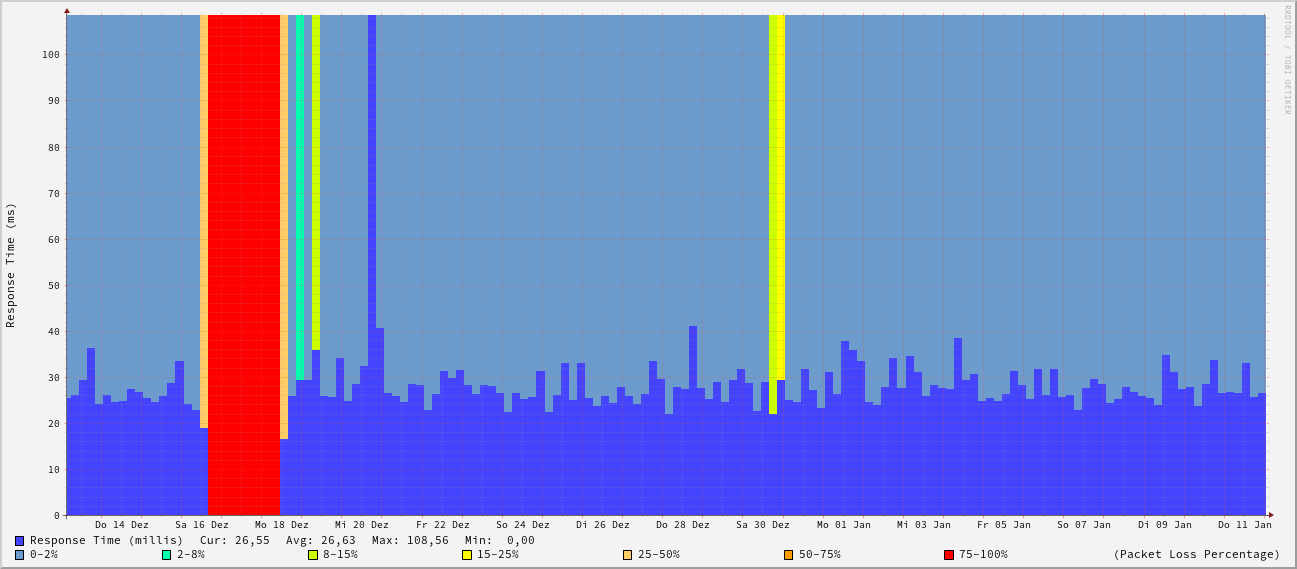 RRDTOOL / TOBI OETIKER
Response Time (ms)
100
90
80
70
60
50
40
30
20
10
0
Do 14 Dez Sa 16 Dez Mo 18 Dez Mi 20 Dez Fr 22 Dez So 24 Dez Di 26 Dez Do 28 Dez Sa 30 Dez Mo 01 Jan Mi 03 Jan Fr 05 Jan So 07 Jan Di 09 Jan Do 11 Jan
Response Time (millis) Cur: 26,55 Avg: 26,63 Max: 108,56 Min: 0,00
0-2% 2-8% 8-15% 15-25% 25-50% 50-75% 75-100% (Packet Loss Percentage)